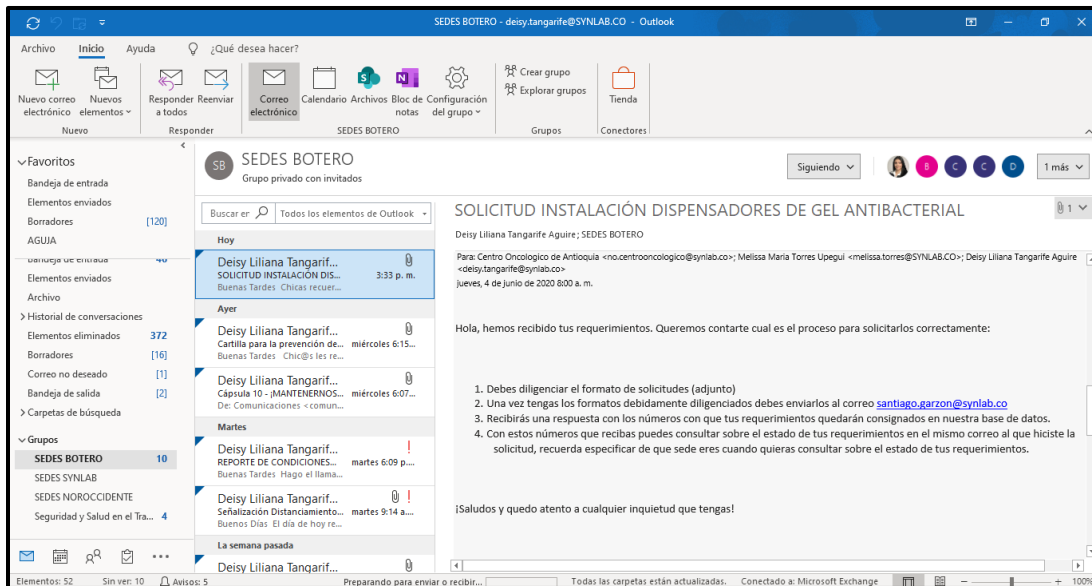 SEDES BOTERO - deisy.tangarife@SYNLAB.CO - Outlook
Archivo Inicio Ayuda ¿Qué desea hacer?
Nuevo correo electrónico
Nuevos elementos
Responder a todos
Reenviar
Correo electrónico
Calendario
Archivos
Bloc de notas
Configuración del grupo
Crear grupo
Explorar grupos
Tienda
Nuevo Responder SEDES BOTERO Grupos Conectores
Favoritos
Bandeja de entrada
Elementos enviados
Borradores [120]
AGUJA
Bandeja de entrada 46
Elementos enviados
Archivo
Historial de conversaciones
Elementos eliminados 372
Borradores [16]
Correo no deseado [1]
Bandeja de salida [2]
Carpetas de búsqueda
Grupos
SEDES BOTERO 10
SEDES SYNLAB
SEDES NOROCCIDENTE
Seguridad y Salud en el Tra... 4
SB SEDES BOTERO
Grupo privado con invitados
Siguiendo B C C D 1 más
Buscar er Todos los elementos de Outlook
Hoy
Deisy Liliana Tangarif...
SOLICITUD INSTALACIÓN DIS... 3:33 p. m.
Buenas Tardes Chicas recuer...
Ayer
Deisy Liliana Tangarif...
Cartilla para la prevención de... miércoles 6:15...
Buenas Tardes Chic@s les re...
Deisy Liliana Tangarif...
Cápsula 10 - ¡MANTENERNOS... miércoles 6:07...
De: Comunicaciones <comun...
Martes
Deisy Liliana Tangarif...
REPORTE DE CONDICIONES... martes 6:09 p....
Buenas Tardes Hago el llama...
Deisy Liliana Tangarif...
Señalización Distanciamiento... martes 9:14 a....
Buenos Días El día de hoy re...
La semana pasada
Deisy Liliana Tangarif...
SOLICITUD INSTALACIÓN DISPENSADORES DE GEL ANTIBACTERIAL
1
Deisy Liliana Tangarife Aguire; SEDES BOTERO
Para: Centro Oncologico de Antioquia <no.centrooncologico@synlab.co>; Melissa Maria Torres Upegui <melissa.torres@SYNLAB.CO>; Deisy Liliana Tangarife Aguire
<deisy.tangarife@synlab.co>
jueves, 4 de junio de 2020 8:00 a. m.
Hola, hemos recibido tus requerimientos. Queremos contarte cual es el proceso para solicitarlos correctamente:
1. Debes diligenciar el formato de solicitudes (adjunto)
2. Una vez tengas los formatos debidamente diligenciados debes enviarlos al correo santiago.garzon@synlab.co
3. Recibirás una respuesta con los números con que tus requerimientos quedarán consignados en nuestra base de datos.
4. Con estos números que recibas puedes consultar sobre el estado de tus requerimientos en el mismo correo al que hiciste la
solicitud, recuerda especificar de que sede eres cuando quieras consultar sobre el estado de tus requerimientos.
¡Saludos y quedo atento a cualquier inquietud que tengas!
Elementos: 52 Sin ver: 10 Avisos: 5 Preparando para enviar o recibir... Todas las carpetas están actualizadas. Conectado a: Microsoft Exchange 100%